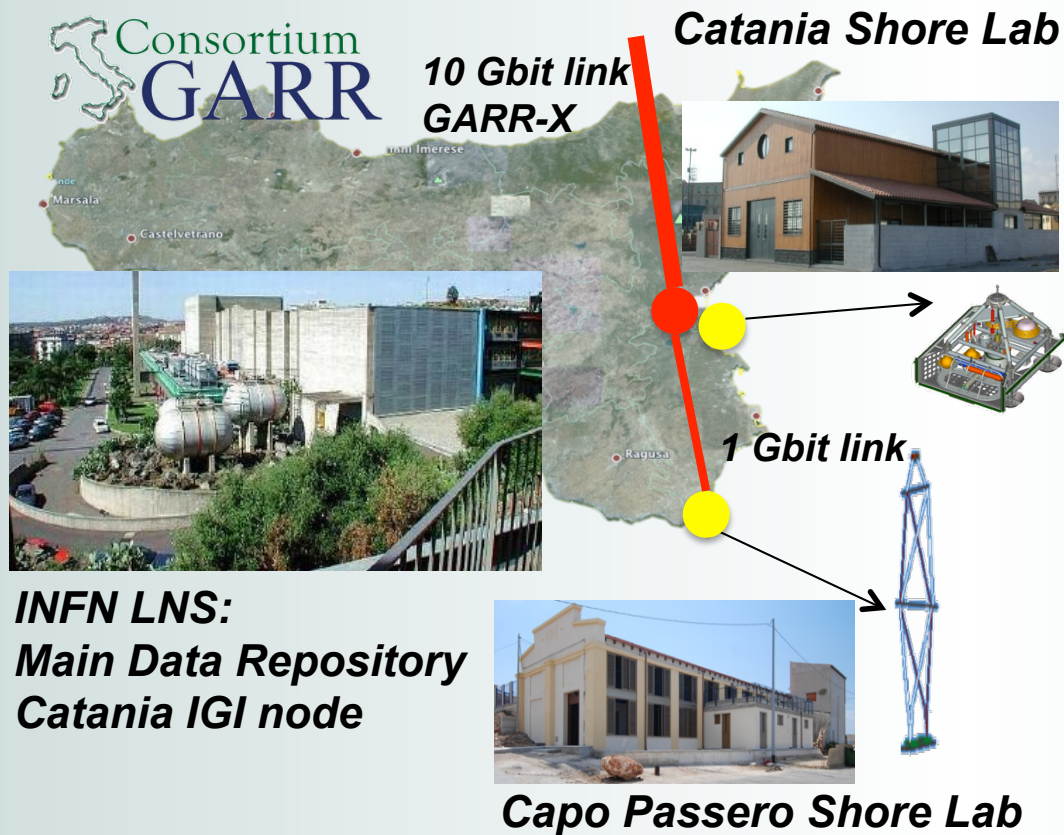 Consortium
GARR
10 Gbit link
GARR-X
Catania Shore Lab
Marsala
Castelvetrano
Imerese
Ragusa
1 Gbit link
INFN LNS:
Main Data Repository
Catania IGI node
Capo Passero Shore Lab